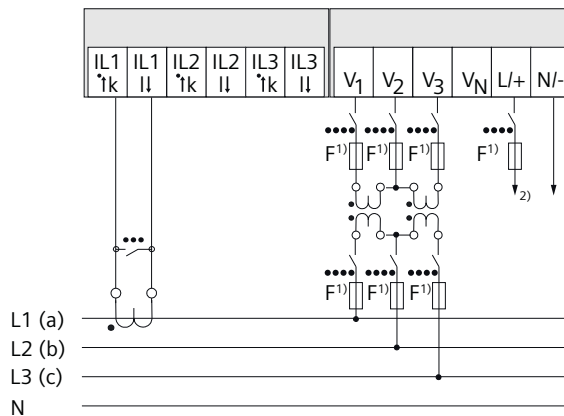 IL1 IL1 IL2 IL2 IL3 IL3
↑k l↓ ↑k l↓ ↑k l↓
V1 V2 V3 VN L/+ N/-
F1) F1) F1) F1)
2)
F1) F1) F1)
L1 (a)
L2 (b)
L3 (c)
N